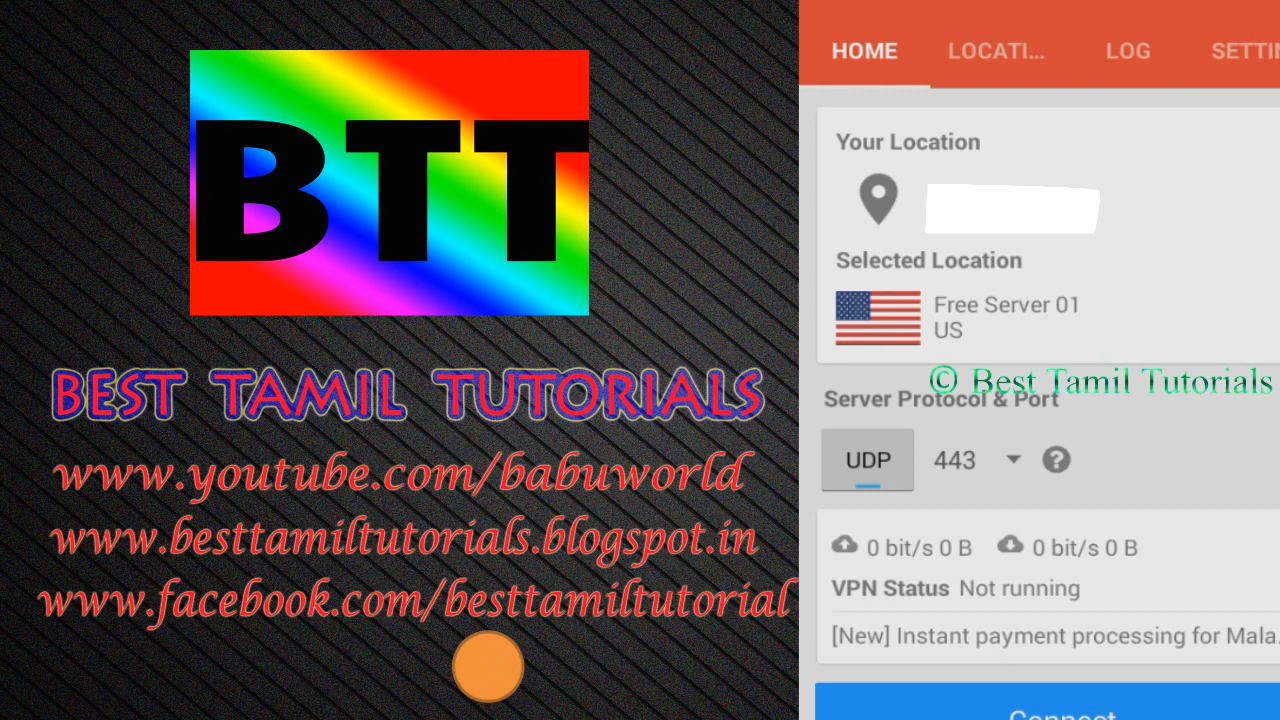 BTT
BEST TAMIL TUTORIALS
www.youtube.com/babuworld
www.besttamiltutorials.blogspot.in
www.facebook.com/besttamiltutorial
HOME LOCATI... LOG SETTIN
Your Location
Selected Location
Free Server 01
US
© Best Tamil Tutorials
Server Protocol & Port
UDP 443 ?
0 bit/s 0 B 0 bit/s 0 B
VPN Status Not running
[New] Instant payment processing for Mala.
Connect